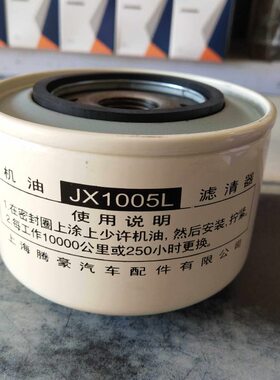 机油 JX1005L 滤清器
使用说明
1.在密封圈上涂上少许机油,然后安装,拧紧.
2.每工作10000公里或250小时更换.
上海腾豪汽车配件有限公司